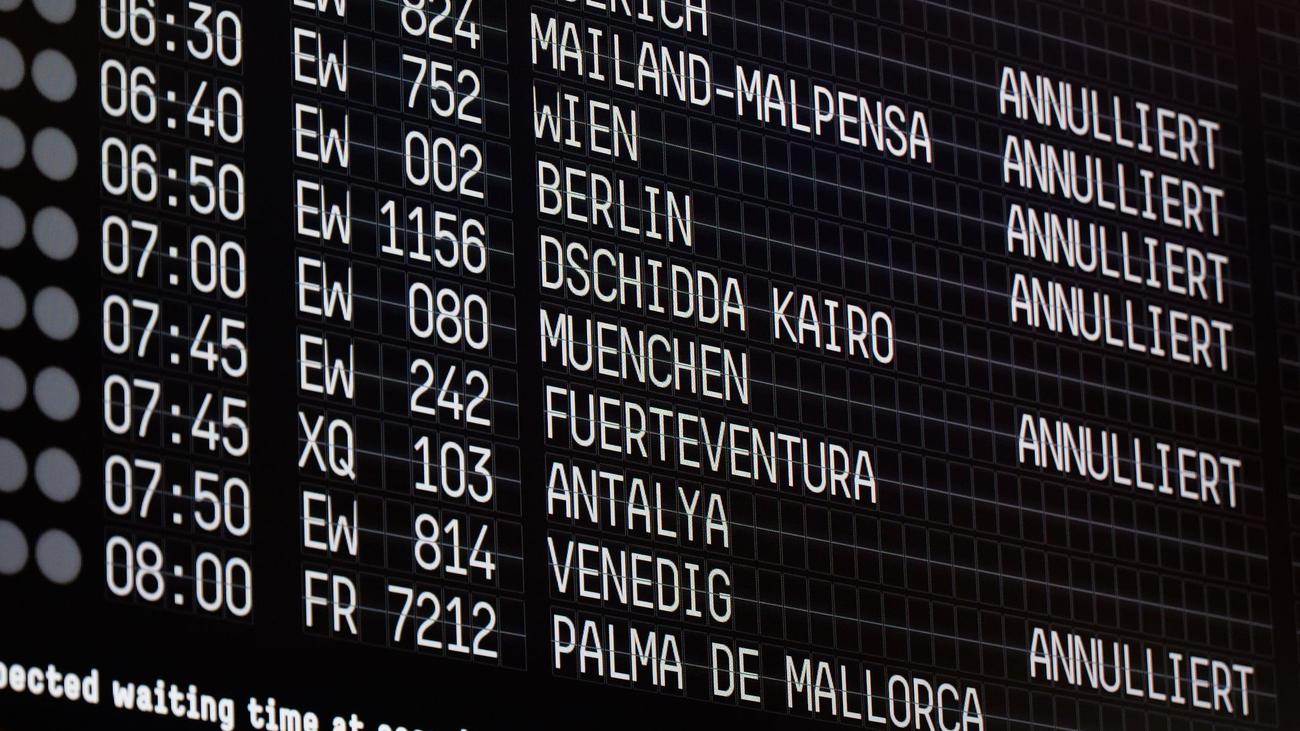 ANNULLIERT
EW 824 MAILAND-MALPENSA ANNULLIERT
06:30 EW 752 WIEN ANNULLIERT
06:40 EW 002 BERLIN ANNULLIERT
06:50 EW 1156 DSCHIDDA KAIRO
07:00 EW 080 MUENCHEN ANNULLIERT
07:45 EW 242 FUERTEVENTURA
07:45 XQ 103 ANTALYA
07:50 EW 814 VENEDIG ANNULLIERT
08:00 FR 7212 PALMA DE MALLORCA
pected waiting time at